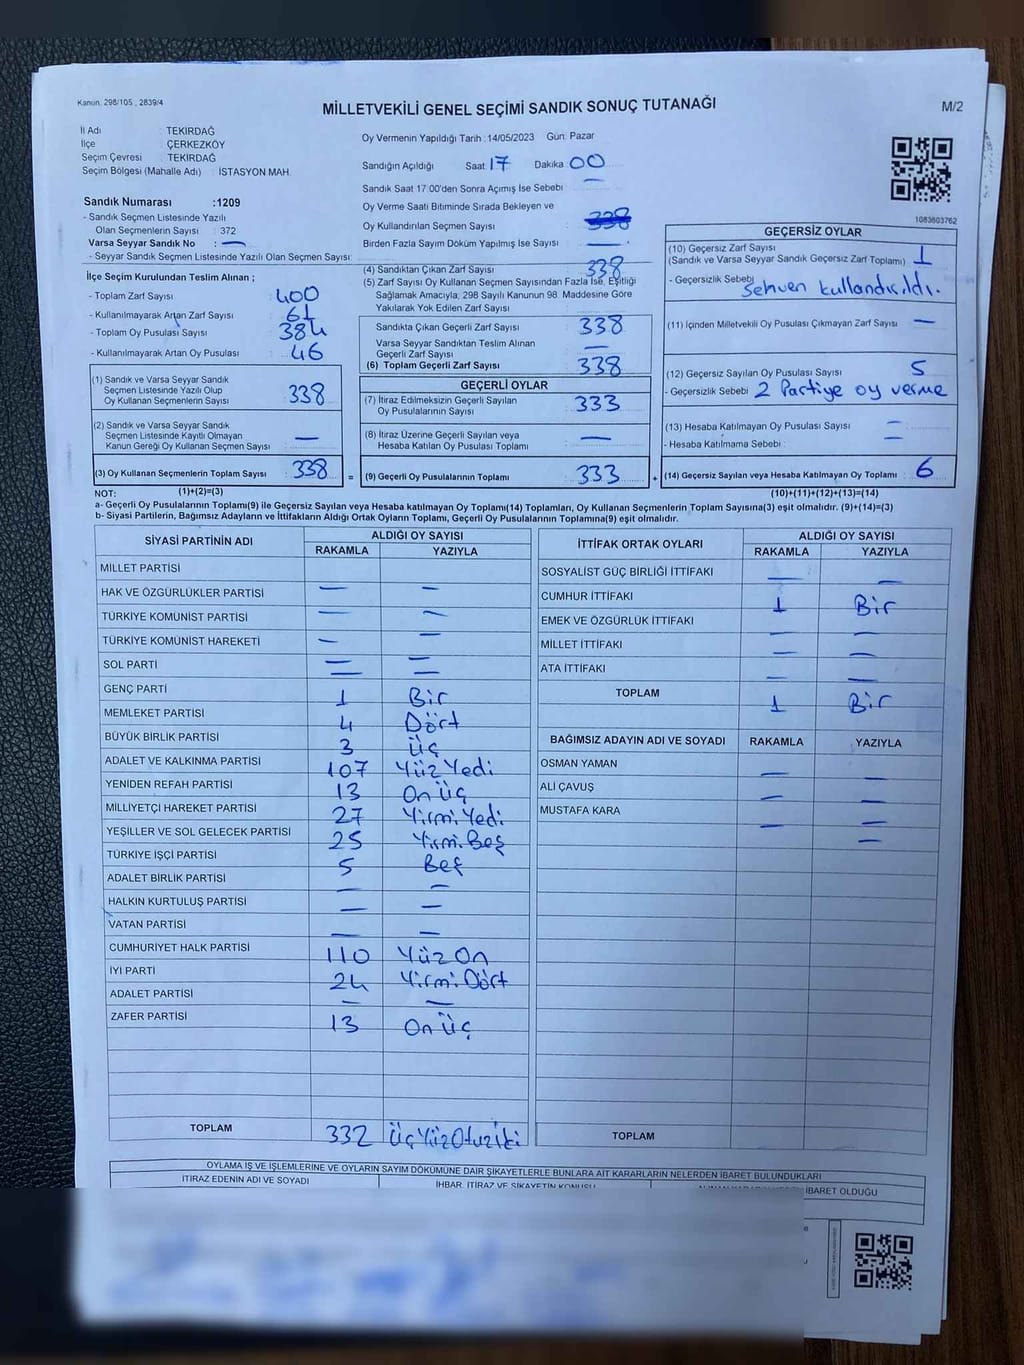 Kanun, 298/105, 2839/4
MİLLETVEKİLİ GENEL SEÇİMİ SANDIK SONUÇ TUTANAĞI
M/2
İl Adı : TEKİRDAĞ
İlçe ÇERKEZKÖY
Seçim Çevresi : TEKİRDAĞ
Seçim Bölgesi (Mahalle Adı) : İSTASYON MAH.
Oy Vermenin Yapıldığı Tarih : 14/05/2023 Gün: Pazar
Sandığın Açıldığı Saat: 17 Dakika 00
Sandık Saat 17:00'den Sonra Açımış İse Sebebi :
Sandık Numarası :1209
- Sandık Seçmen Listesinde Yazılı
Olan Seçmenlerin Sayısı : 372
Varsa Seyyar Sandık No : —
- Seyyar Sandık Seçmen Listesinde Yazılı Olan Seçmen Sayısı:
Oy Verme Saati Bitiminde Sırada Bekleyen ve
Oy Kullandırılan Seçmen Sayısı : 338
Birden Fazla Sayım Döküm Yapılmış İse Sayısı : —
1083603762
İlçe Seçim Kurulundan Teslim Alınan ;
- Toplam Zarf Sayısı : 400
- Kullanılmayarak Artan Zarf Sayısı : 61
- Toplam Oy Pusulası Sayısı : 384
- Kullanılmayarak Artan Oy Pusulası : 46
(4) Sandıktan Çıkan Zarf Sayısı : 338
(5) Zarf Sayısı Oy Kullanan Seçmen Sayısından Fazla İse, Eşitliği
Sağlamak Amacıyla; 298 Sayılı Kanunun 98. Maddesine Göre
Yakılarak Yok Edilen Zarf Sayısı :
Sandıkta Çıkan Geçerli Zarf Sayısı : 338
Varsa Seyyar Sandıktan Teslim Alınan
Geçerli Zarf Sayısı : —
(6) Toplam Geçerli Zarf Sayısı : 338
GEÇERSİZ OYLAR
(10) Geçersiz Zarf Sayısı
(Sandık ve Varsa Seyyar Sandık Geçersiz Zarf Toplamı) : 1
- Geçersizlik Sebebi : Sehven kullandırıldı.
(11) İçinden Milletvekili Oy Pusulası Çıkmayan Zarf Sayısı : —
(12) Geçersiz Sayılan Oy Pusulası Sayısı : 5
- Geçersizlik Sebebi : 2 Partiye oy verme
(13) Hesaba Katılmayan Oy Pusulası Sayısı : —
- Hesaba Katılmama Sebebi : —
(14) Geçersiz Sayılan veya Hesaba Katılmayan Oy Toplamı : 6
(10)+(11)+(12)+(13)=(14)
(1) Sandık ve Varsa Seyyar Sandık
Seçmen Listesinde Yazılı Olup
Oy Kullanan Seçmenlerin Sayısı : 338
(2) Sandık ve Varsa Seyyar Sandık
Seçmen Listesinde Kayıtlı Olmayan
Kanun Gereği Oy Kullanan Seçmen Sayısı : —
(3) Oy Kullanan Seçmenlerin Toplam Sayısı : 338 =
(1)+(2)=(3)
GEÇERLİ OYLAR
(7) İtiraz Edilmeksizin Geçerli Sayılan
Oy Pusulalarının Sayısı : 333
(8) İtiraz Üzerine Geçerli Sayılan veya
Hesaba Katılan Oy Pusulası Toplamı : —
(9) Geçerli Oy Pusulalarının Toplamı : 333 +
NOT:
a- Geçerli Oy Pusulalarının Toplamı(9) ile Geçersiz Sayılan veya Hesaba katılmayan Oy Toplamı(14) Toplamları, Oy Kullanan Seçmenlerin Toplam Sayısına(3) eşit olmalıdır. (9)+(14)=(3)
b- Siyasi Partilerin, Bağımsız Adayların ve İttifakların Aldığı Ortak Oyların Toplamı, Geçerli Oy Pusulalarının Toplamına(9) eşit olmalıdır.
SİYASİ PARTİNİN ADI ALDIĞI OY SAYISI
RAKAMLA YAZIYLA
MİLLET PARTİSİ
HAK VE ÖZGÜRLÜKLER PARTİSİ — —
TÜRKİYE KOMÜNİST PARTİSİ — —
TÜRKİYE KOMÜNİST HAREKETİ — —
SOL PARTİ — —
GENÇ PARTİ 1 Bir
MEMLEKET PARTİSİ 4 Dört
BÜYÜK BİRLİK PARTİSİ 3 Üç
ADALET VE KALKINMA PARTİSİ 107 Yüz Yedi
YENİDEN REFAH PARTİSİ 13 On Üç
MİLLİYETÇİ HAREKET PARTİSİ 27 Yirmi Yedi
YEŞİLLER VE SOL GELECEK PARTİSİ 25 Yirmi Beş
TÜRKİYE İŞÇİ PARTİSİ 5 Beş
ADALET BİRLİK PARTİSİ — —
HALKIN KURTULUŞ PARTİSİ — —
VATAN PARTİSİ — —
CUMHURİYET HALK PARTİSİ 110 Yüz On
İYİ PARTİ 24 Yirmi Dört
ADALET PARTİSİ — —
ZAFER PARTİSİ 13 On Üç
TOPLAM 332 Üç Yüz Otuz İki
İTTİFAK ORTAK OYLARI ALDIĞI OY SAYISI
RAKAMLA YAZIYLA
SOSYALİST GÜÇ BİRLİĞİ İTTİFAKI — —
CUMHUR İTTİFAKI 1 Bir
EMEK VE ÖZGÜRLÜK İTTİFAKI — —
MİLLET İTTİFAKI — —
ATA İTTİFAKI — —
TOPLAM 1 Bir
BAĞIMSIZ ADAYIN ADI VE SOYADI RAKAMLA YAZIYLA
OSMAN YAMAN — —
ALİ ÇAVUŞ — —
MUSTAFA KARA — —
TOPLAM
OYLAMA İŞ VE İŞLEMLERİNE VE OYLARIN SAYIM DÖKÜMÜNE DAİR ŞİKAYETLERLE BUNLARA AİT KARARLARIN NELERDEN İBARET BULUNDUKLARI
İTİRAZ EDENİN ADI VE SOYADI İHBAR, İTİRAZ VE ŞİKAYETİN KONUSU İBARET OLDUĞU